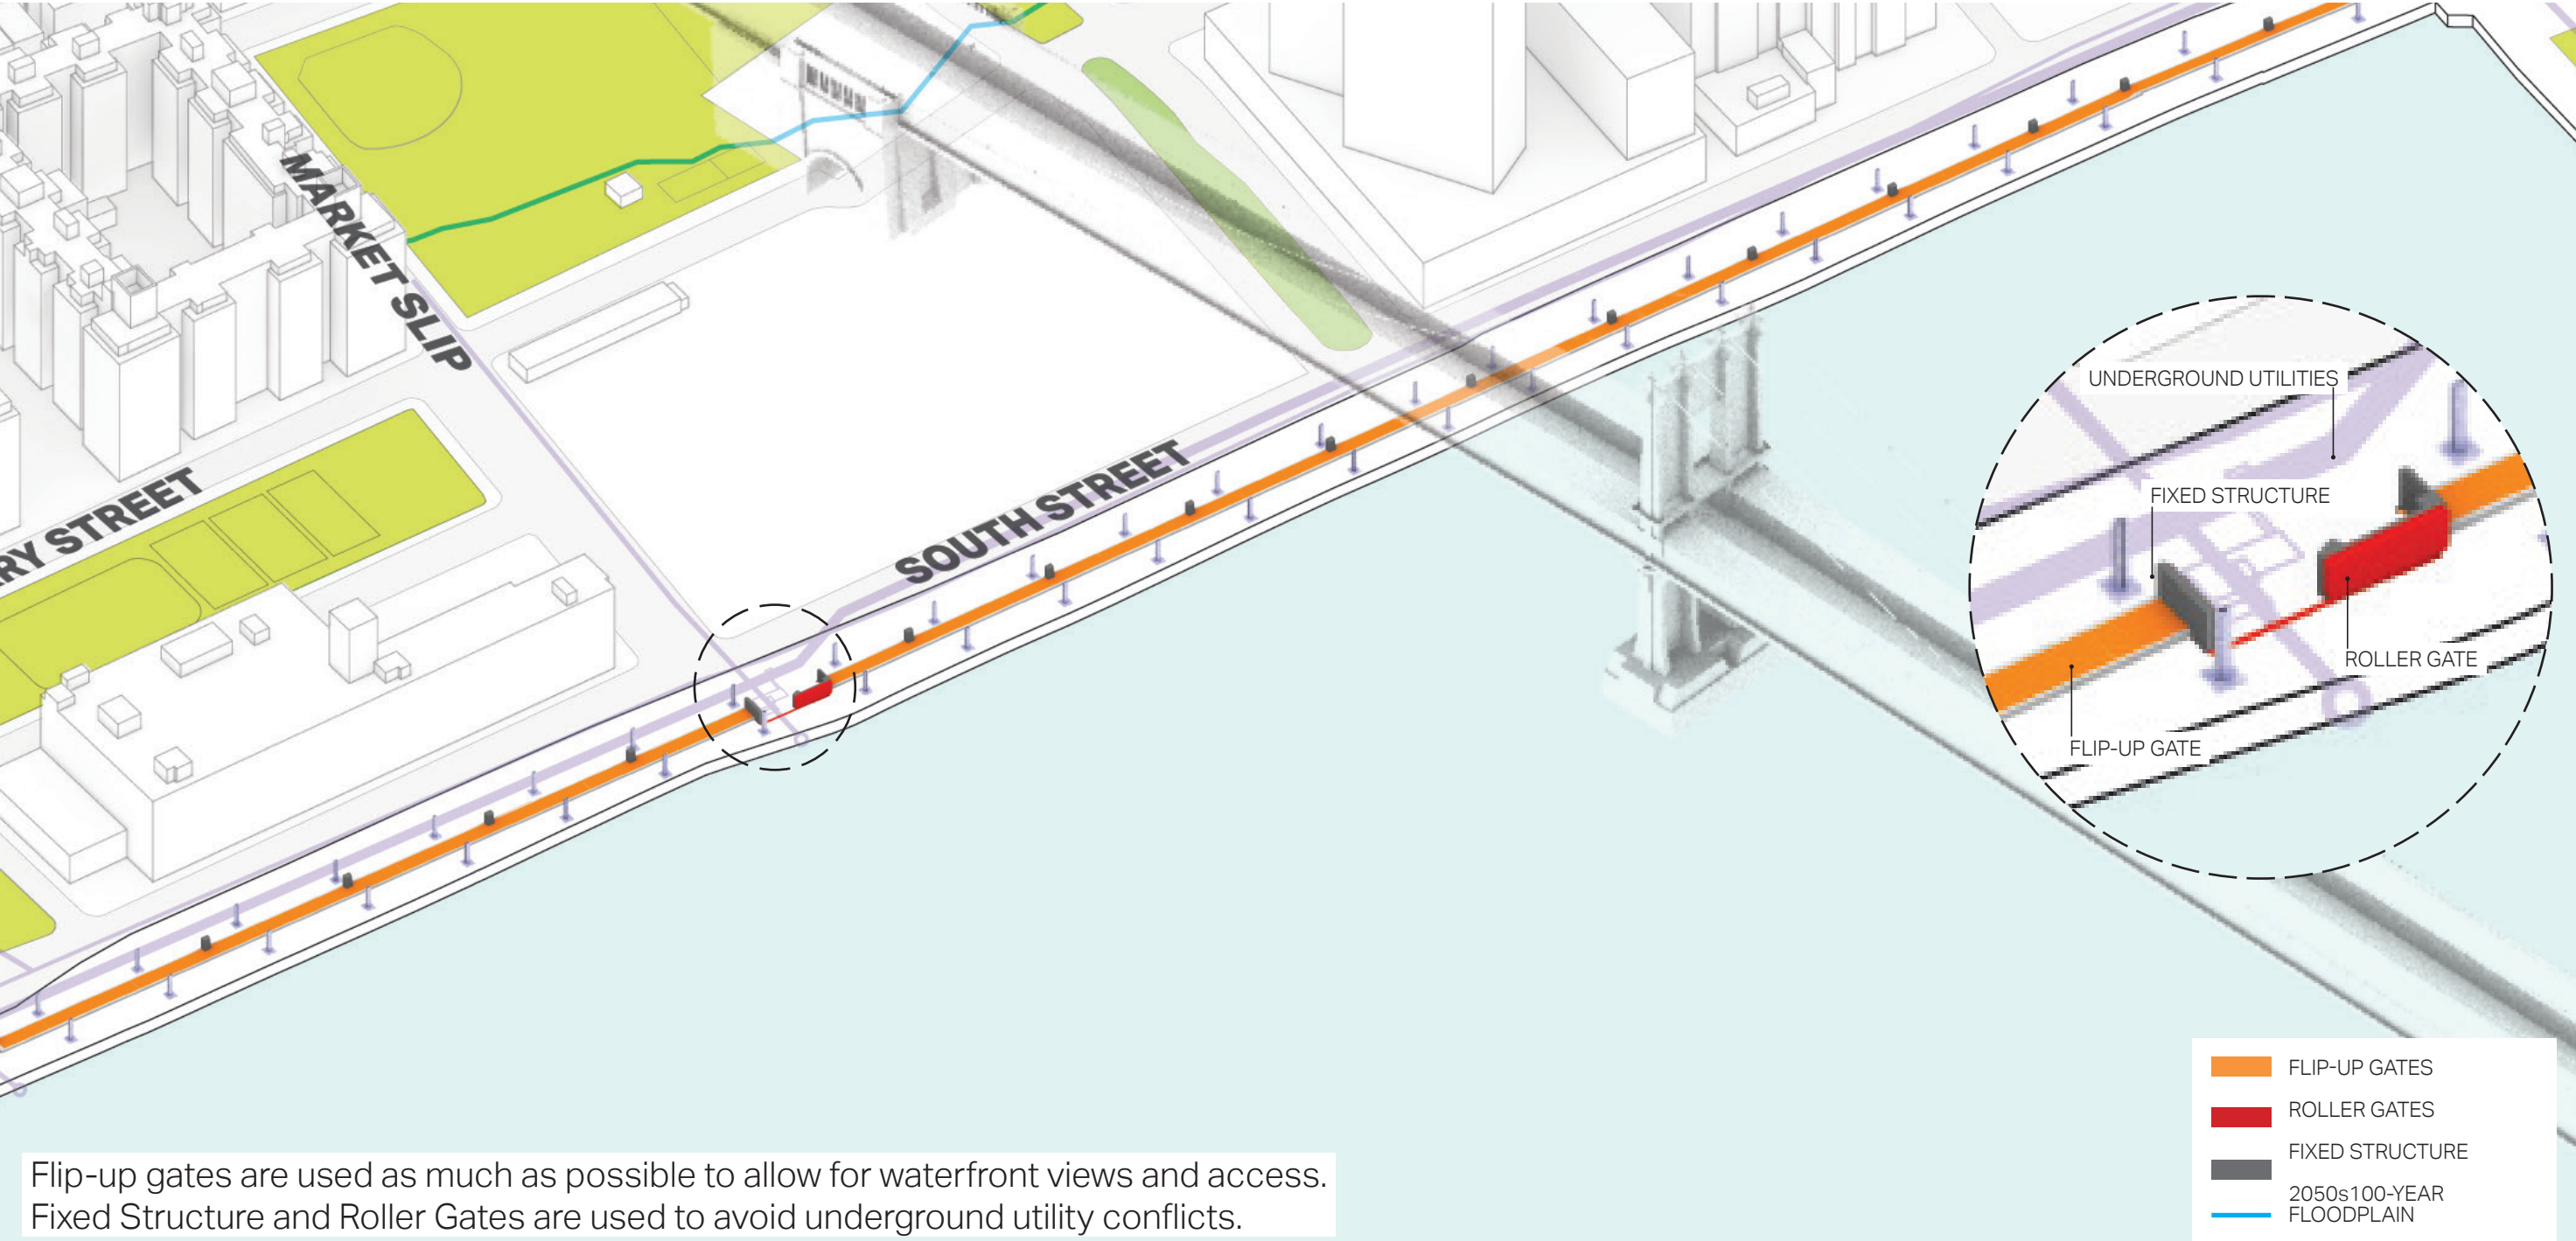 MARKET SLIP
RY STREET
SOUTH STREET
UNDERGROUND UTILITIES
FIXED STRUCTURE
ROLLER GATE
FLIP-UP GATE
FLIP-UP GATES
ROLLER GATES
FIXED STRUCTURE
2050s100-YEAR
FLOODPLAIN
Flip-up gates are used as much as possible to allow for waterfront views and access.
Fixed Structure and Roller Gates are used to avoid underground utility conflicts.